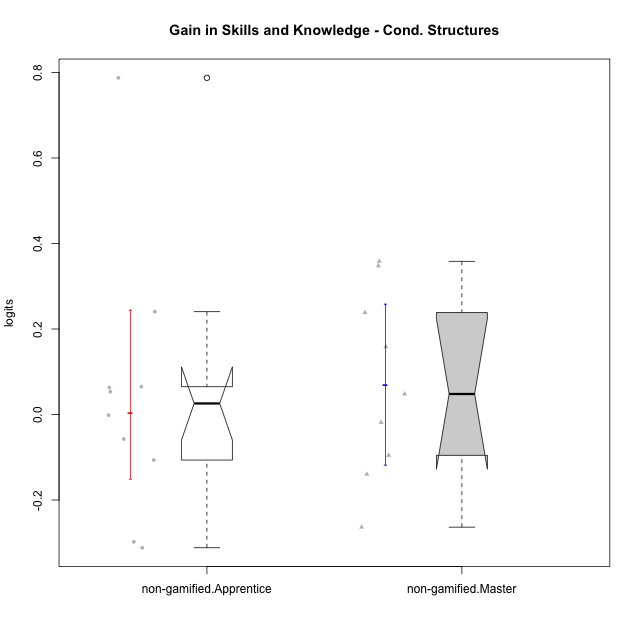 Gain in Skills and Knowledge - Cond. Structures
0.8
0.6
0.4
0.2
0.0
-0.2
logits
non-gamified.Apprentice
non-gamified.Master